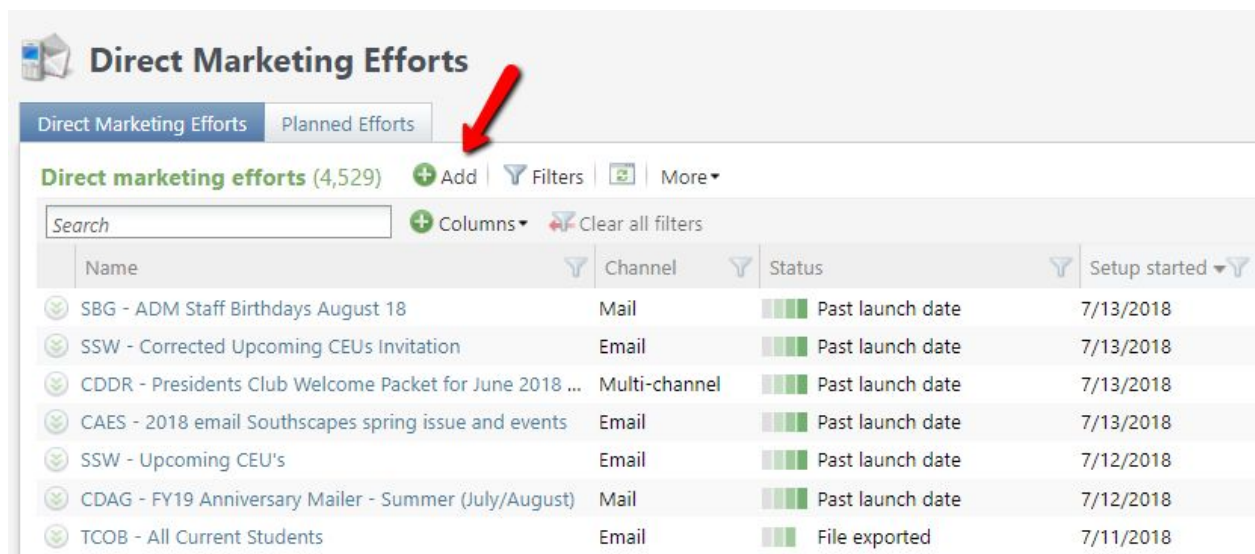 Direct Marketing Efforts
Direct Marketing Efforts Planned Efforts
Direct marketing efforts (4,529) Add Filters More
Search Columns Clear all filters
Name Channel Status Setup started
SBG - ADM Staff Birthdays August 18 Mail Past launch date 7/13/2018
SSW - Corrected Upcoming CEUs Invitation Email Past launch date 7/13/2018
CDDR - Presidents Club Welcome Packet for June 2018 ... Multi-channel Past launch date 7/13/2018
CAES - 2018 email Southscapes spring issue and events Email Past launch date 7/13/2018
SSW - Upcoming CEU's Email Past launch date 7/12/2018
CDAG - FY19 Anniversary Mailer - Summer (July/August) Mail Past launch date 7/12/2018
TCOB - All Current Students Email File exported 7/11/2018